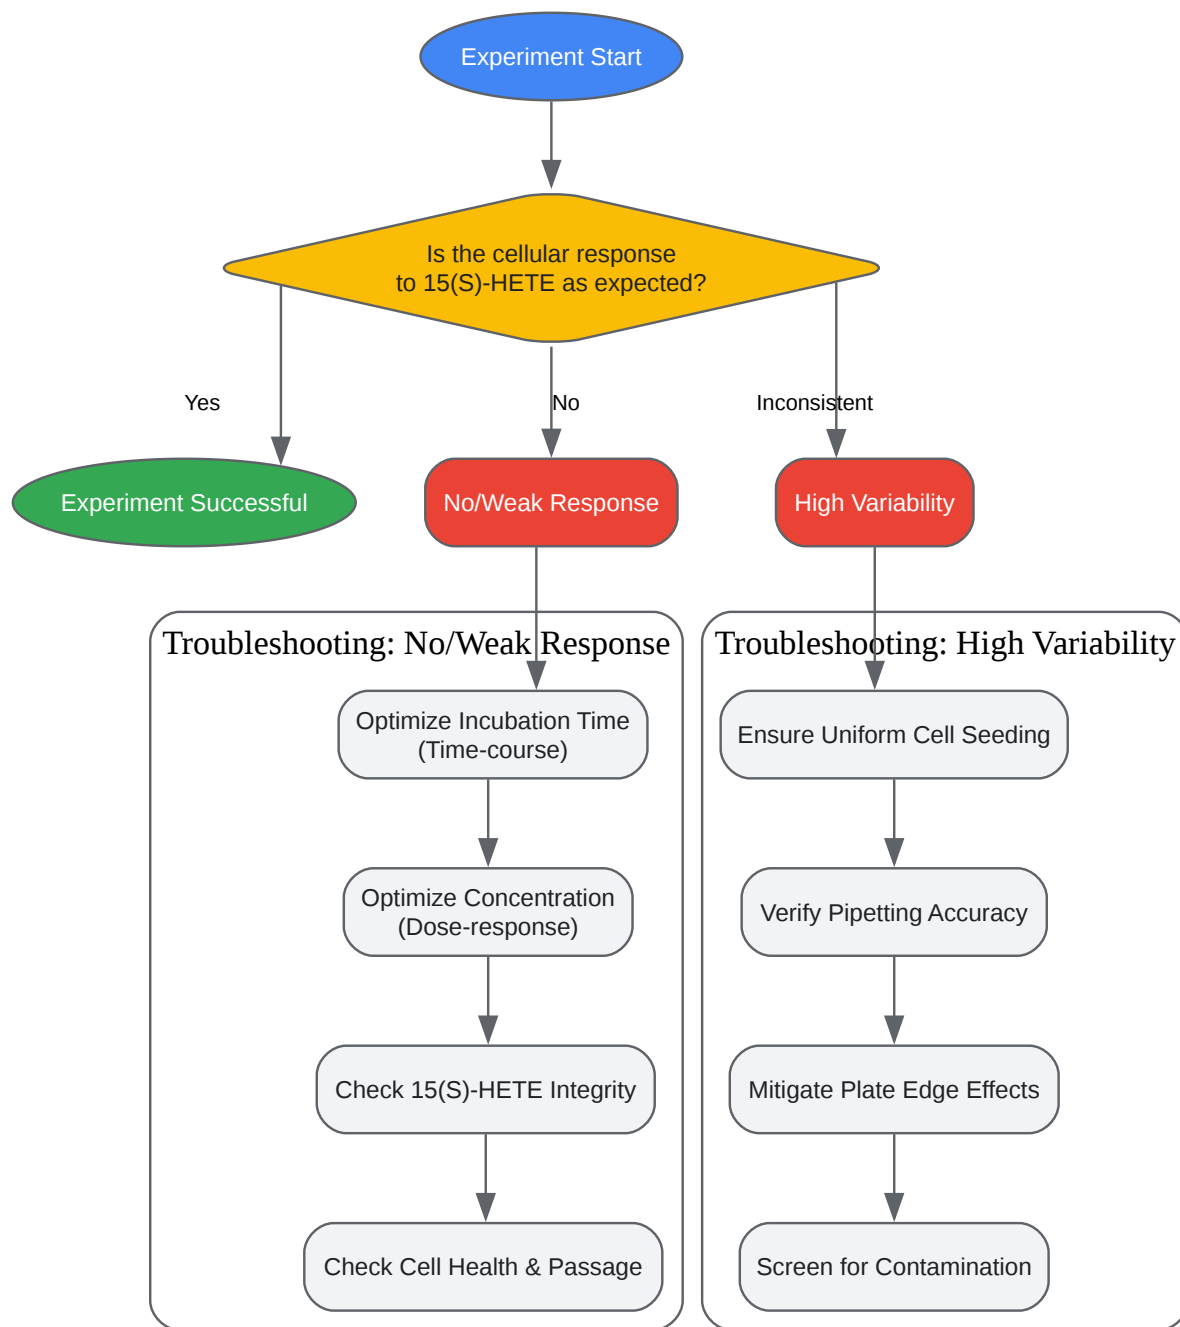 Experiment Start
Is the cellular response
to 15(S)-HETE as expected?
Yes
No
Inconsistent
Experiment Successful
No/Weak Response
High Variability
Troubleshooting: No/Weak Response
Optimize Incubation Time
(Time-course)
Optimize Concentration
(Dose-response)
Check 15(S)-HETE Integrity
Check Cell Health & Passage
Troubleshooting: High Variability
Ensure Uniform Cell Seeding
Verify Pipetting Accuracy
Mitigate Plate Edge Effects
Screen for Contamination